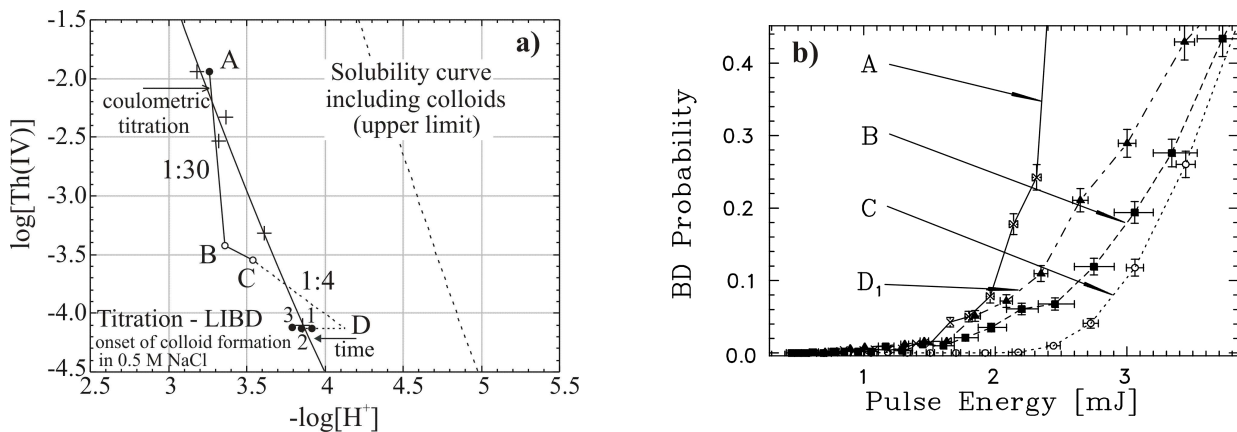 a)
-1.5
-2.0
-2.5
-3.0
-3.5
-4.0
-4.5
log[Th(IV)]
A
coulometric
titration
1:30
Solubility curve
including colloids
(upper limit)
B
C
1:4
Titration - LIBD
onset of colloid formation
in 0.5 M NaCl
3 1
2
D
time
2.5 3 3.5 4 4.5 5 5.5
-log[H⁺]
b)
0.4
0.3
0.2
0.1
0.0
BD Probability
A
B
C
D₁
1 2 3
Pulse Energy [mJ]